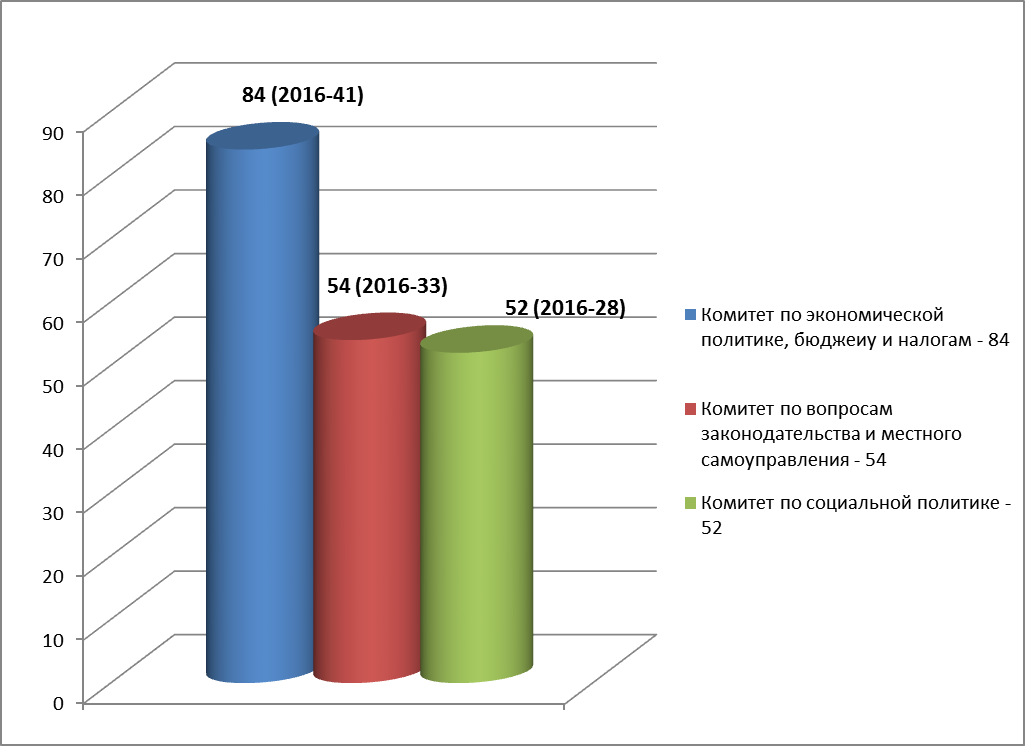 84 (2016-41)
54 (2016-33)
52 (2016-28)
90
80
70
60
50
40
30
20
10
0
Комитет по экономической
политике, бюджеиу и налогам - 84
Комитет по вопросам
законодательства и местного
самоуправления - 54
Комитет по социальной политике -
52